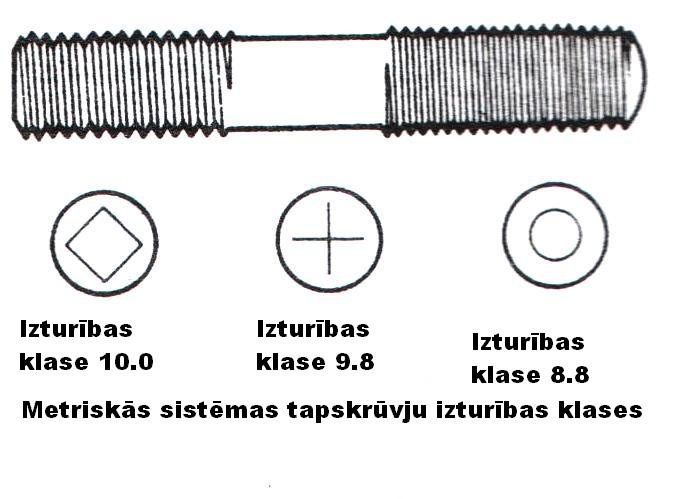 Izturības
klase 10.0
Izturības
klase 9.8
Izturības
klase 8.8
Metriskās sistēmas tapskrūvju izturības klases